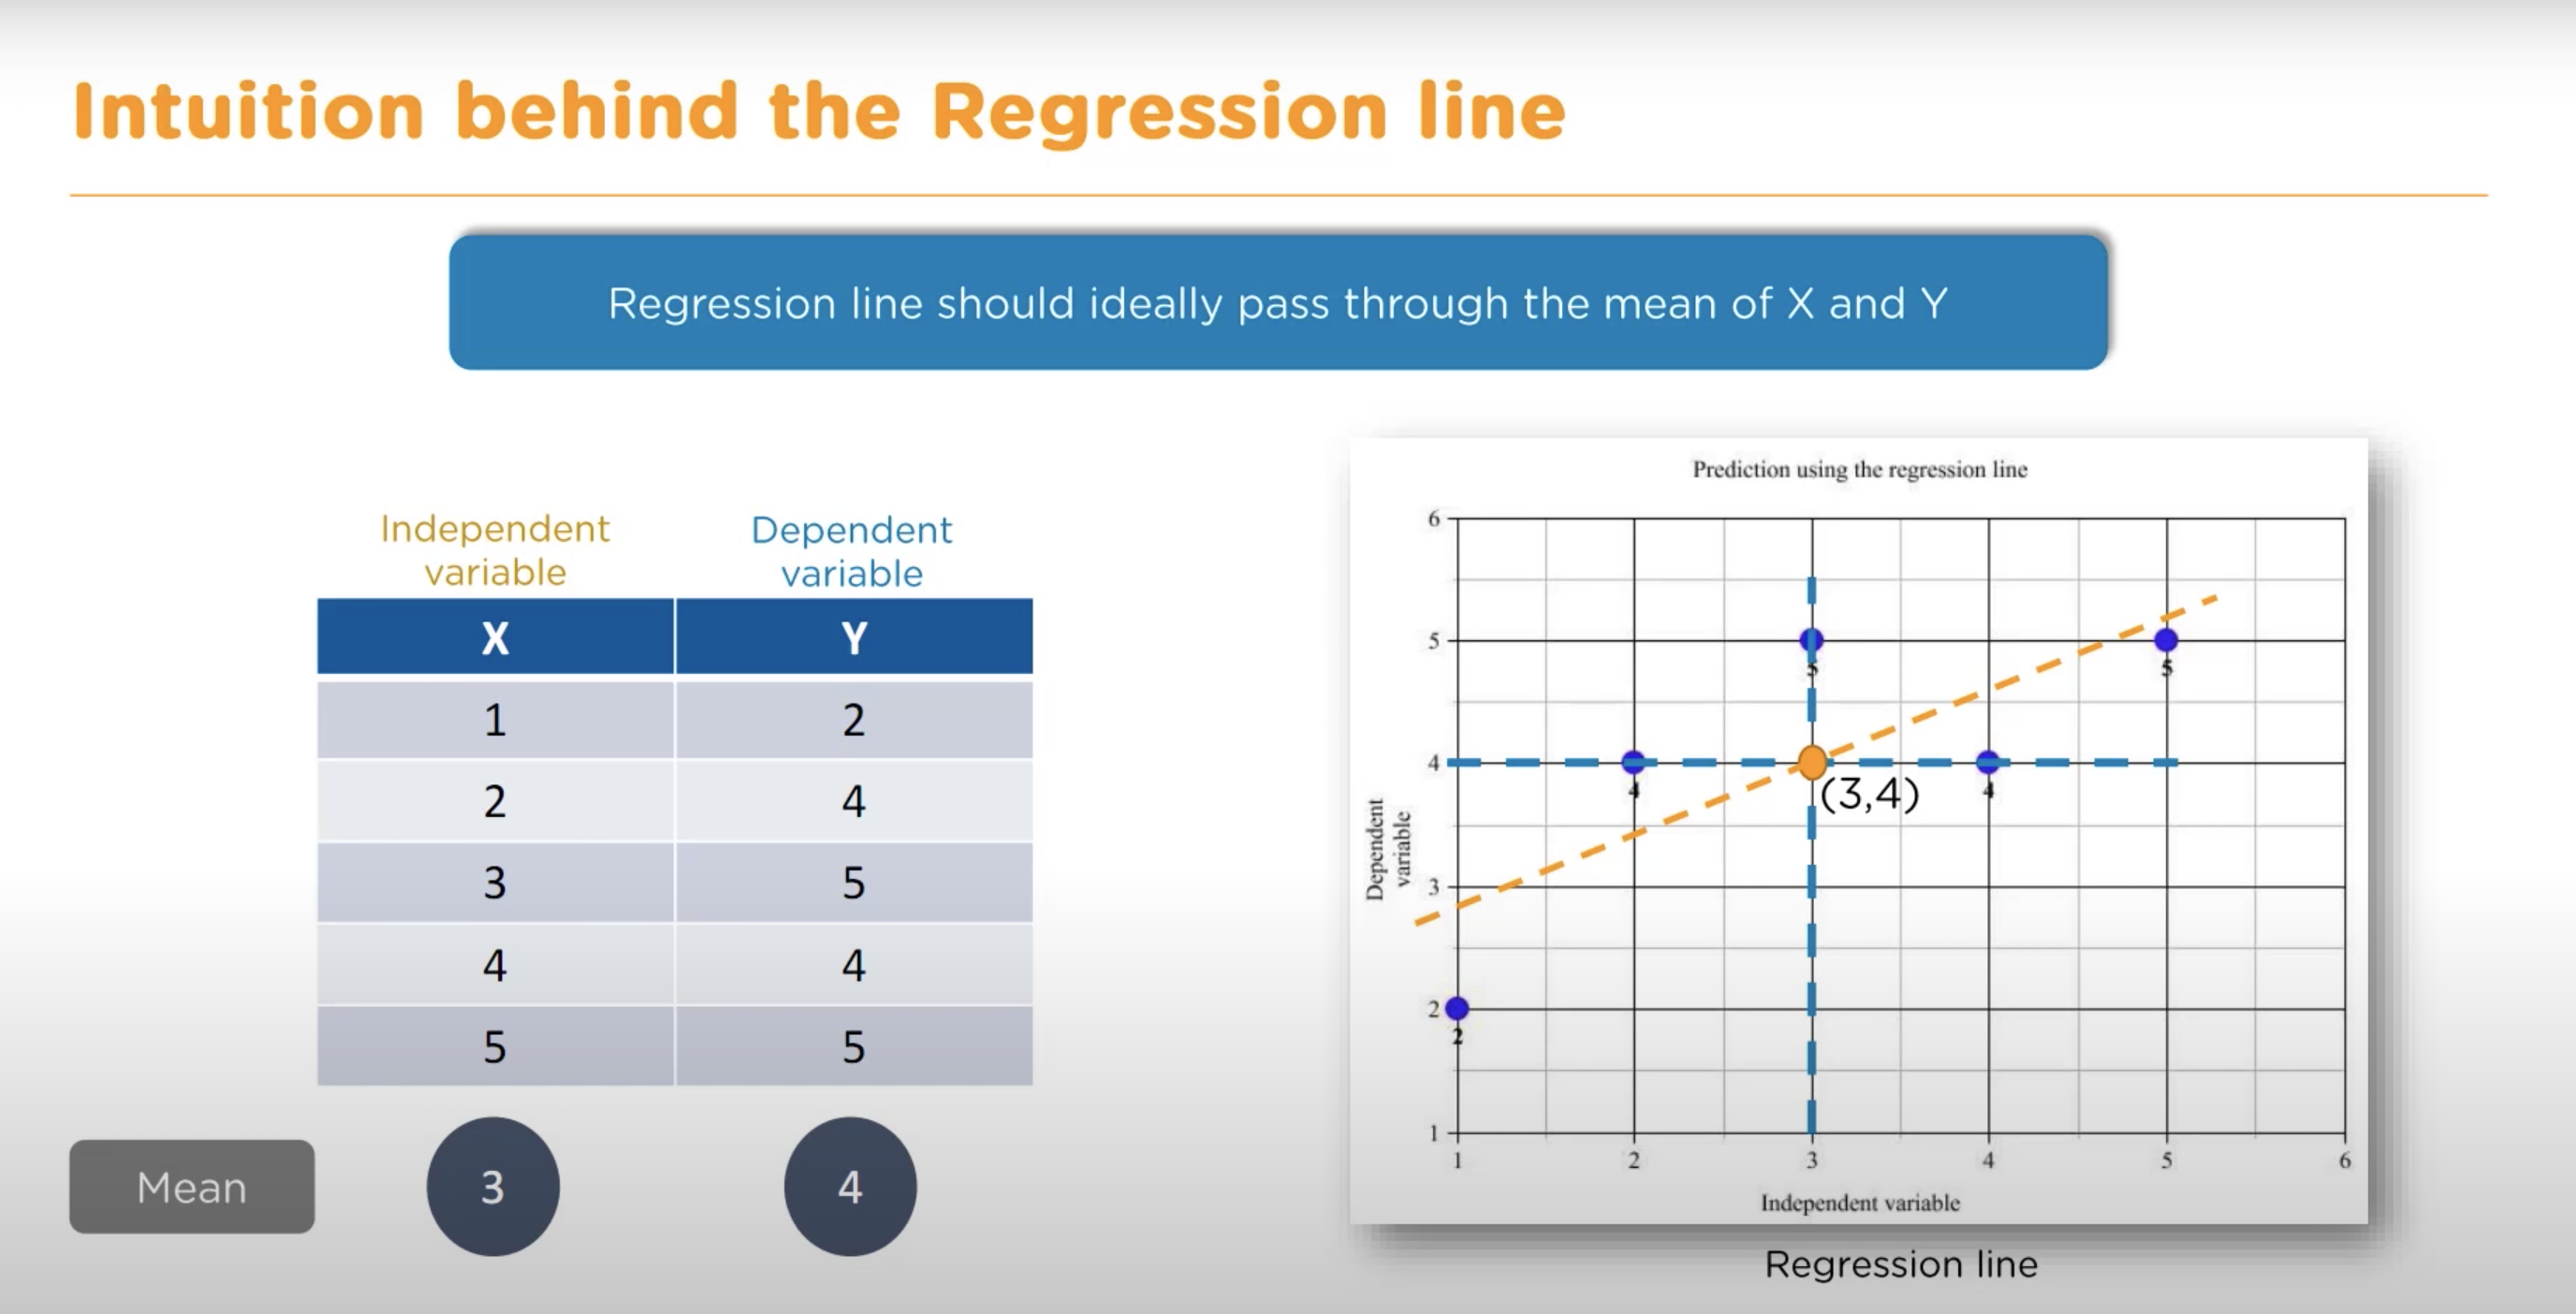 Intuition behind the Regression line
Regression line should ideally pass through the mean of X and Y
Independent
variable
Dependent
variable
X Y
1 2
2 4
3 5
4 4
5 5
Mean 3 4
Prediction using the regression line
6
5
5
5
4
4
4
(3,4)
Dependent
variable
3
2
2
1
1 2 3 4 5 6
Independent variable
Regression line